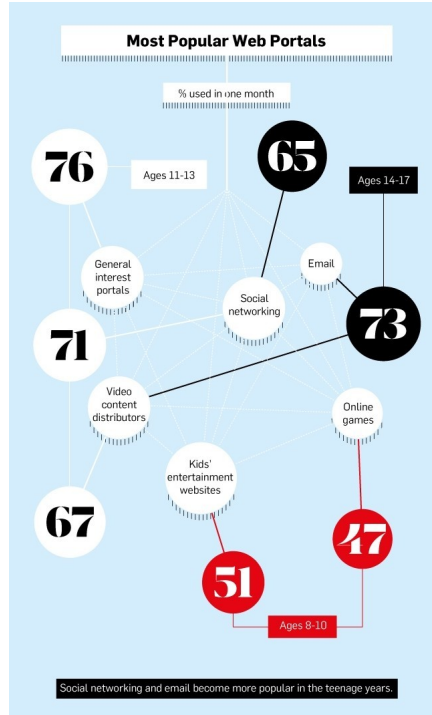 Most Popular Web Portals
% used in one month
76
65
Ages 11-13
Ages 14-17
General
interest
portals
Email
Social
networking
71
73
Video
content
distributors
Online
games
Kids'
entertainment
websites
67
47
51
Ages 8-10
Social networking and email become more popular in the teenage years.